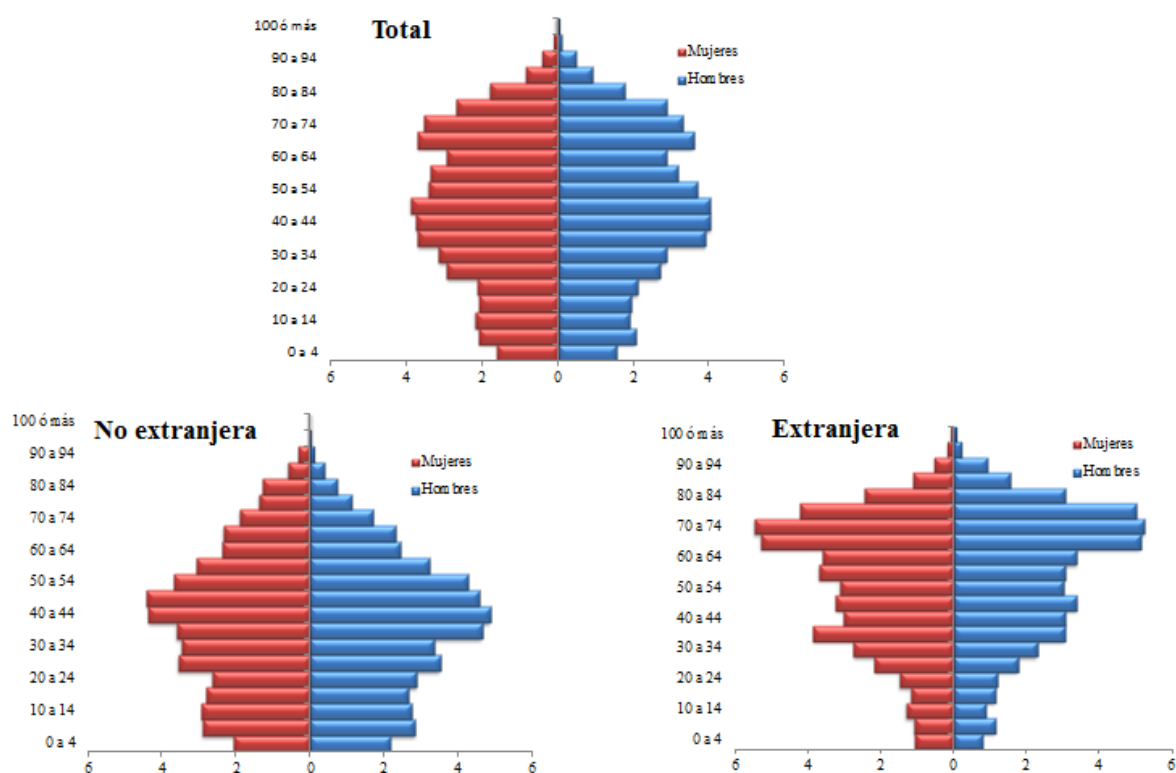 Total
Mujeres
Hombres
100 ó más
90 a 94
80 a 84
70 a 74
60 a 64
50 a 54
40 a 44
30 a 34
20 a 24
10 a 14
0 a 4
6 4 2 0 2 4 6
No extranjera
Mujeres
Hombres
100 ó más
90 a 94
80 a 84
70 a 74
60 a 64
50 a 54
40 a 44
30 a 34
20 a 24
10 a 14
0 a 4
6 4 2 0 2 4 6
Extranjera
Mujeres
Hombres
100 ó más
90 a 94
80 a 84
70 a 74
60 a 64
50 a 54
40 a 44
30 a 34
20 a 24
10 a 14
0 a 4
6 4 2 0 2 4 6